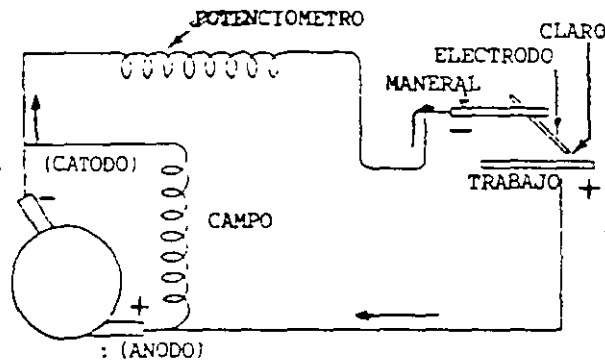 POTENCIOMETRO
CLARO
ELECTRODO
MANERAL
-
-
(CATODO)
TRABAJO
+
-
CAMPO
+
: (ANODO)